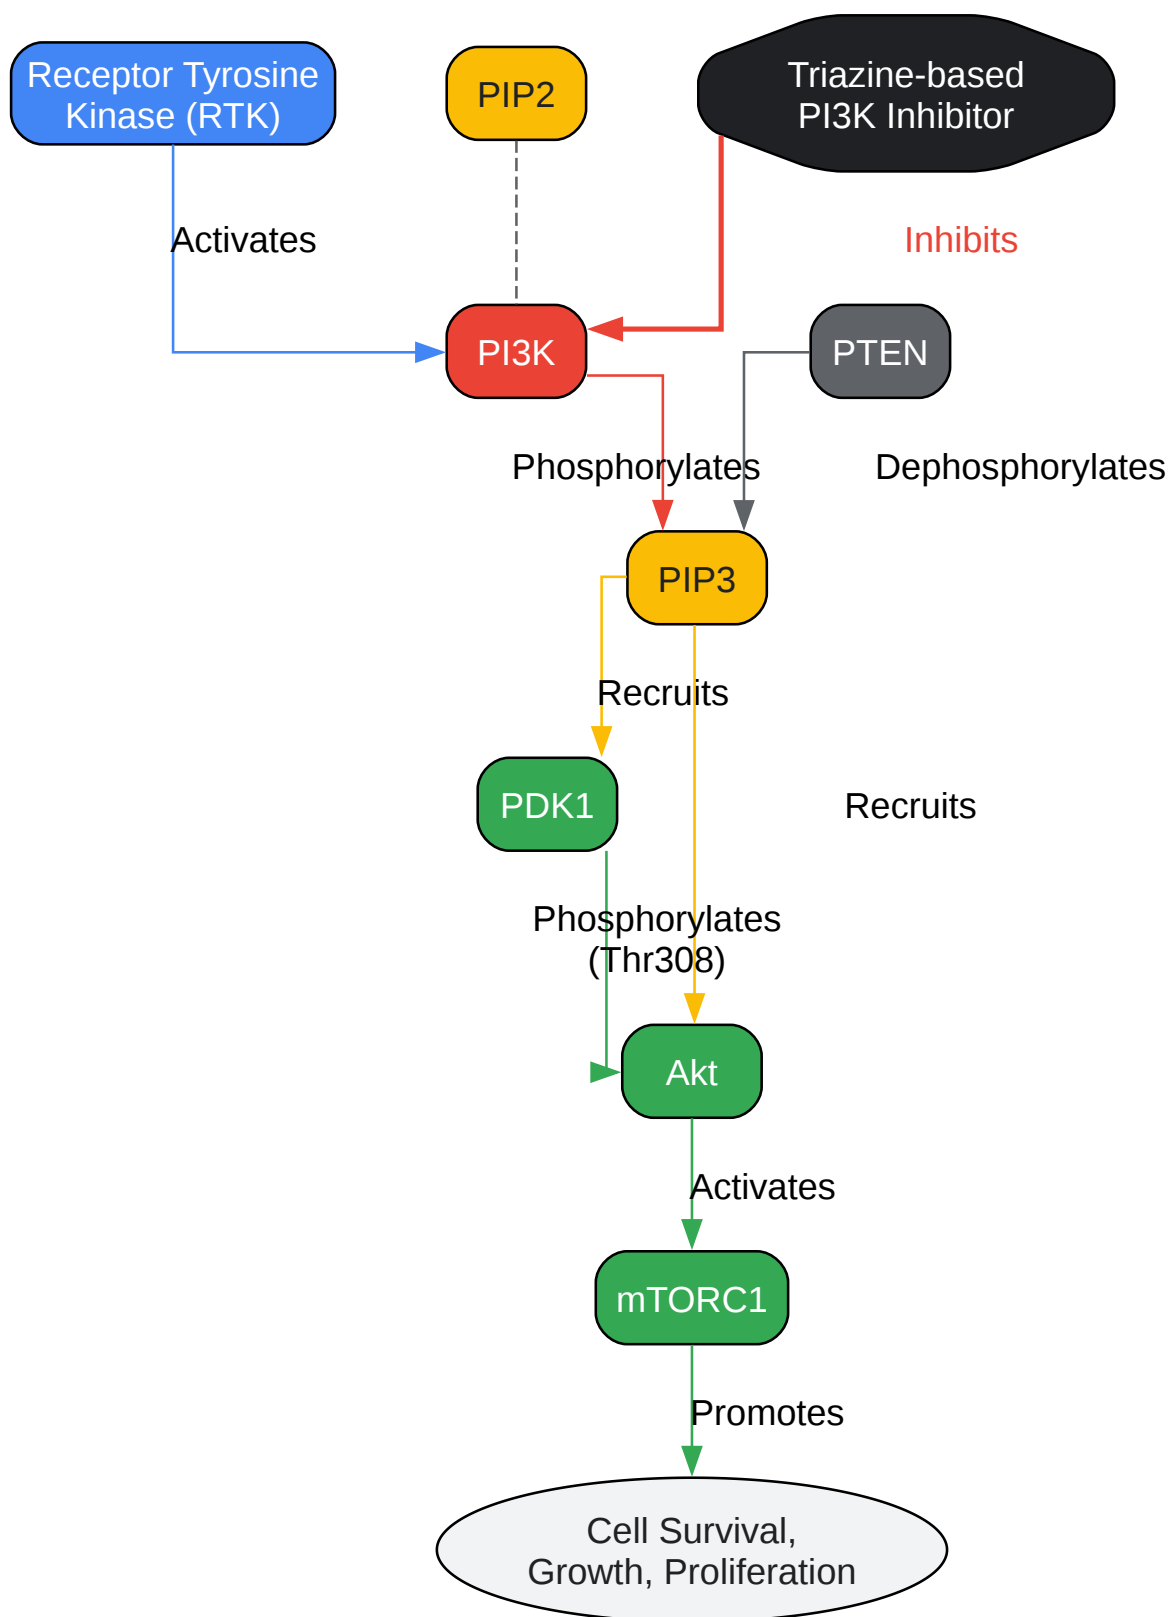 Receptor Tyrosine
Kinase (RTK)
PIP2
Triazine-based
PI3K Inhibitor
Activates
Inhibits
PI3K
PTEN
Phosphorylates
Dephosphorylates
PIP3
Recruits
PDK1
Recruits
Phosphorylates
(Thr308)
Akt
Activates
mTORC1
Promotes
Cell Survival,
Growth, Proliferation